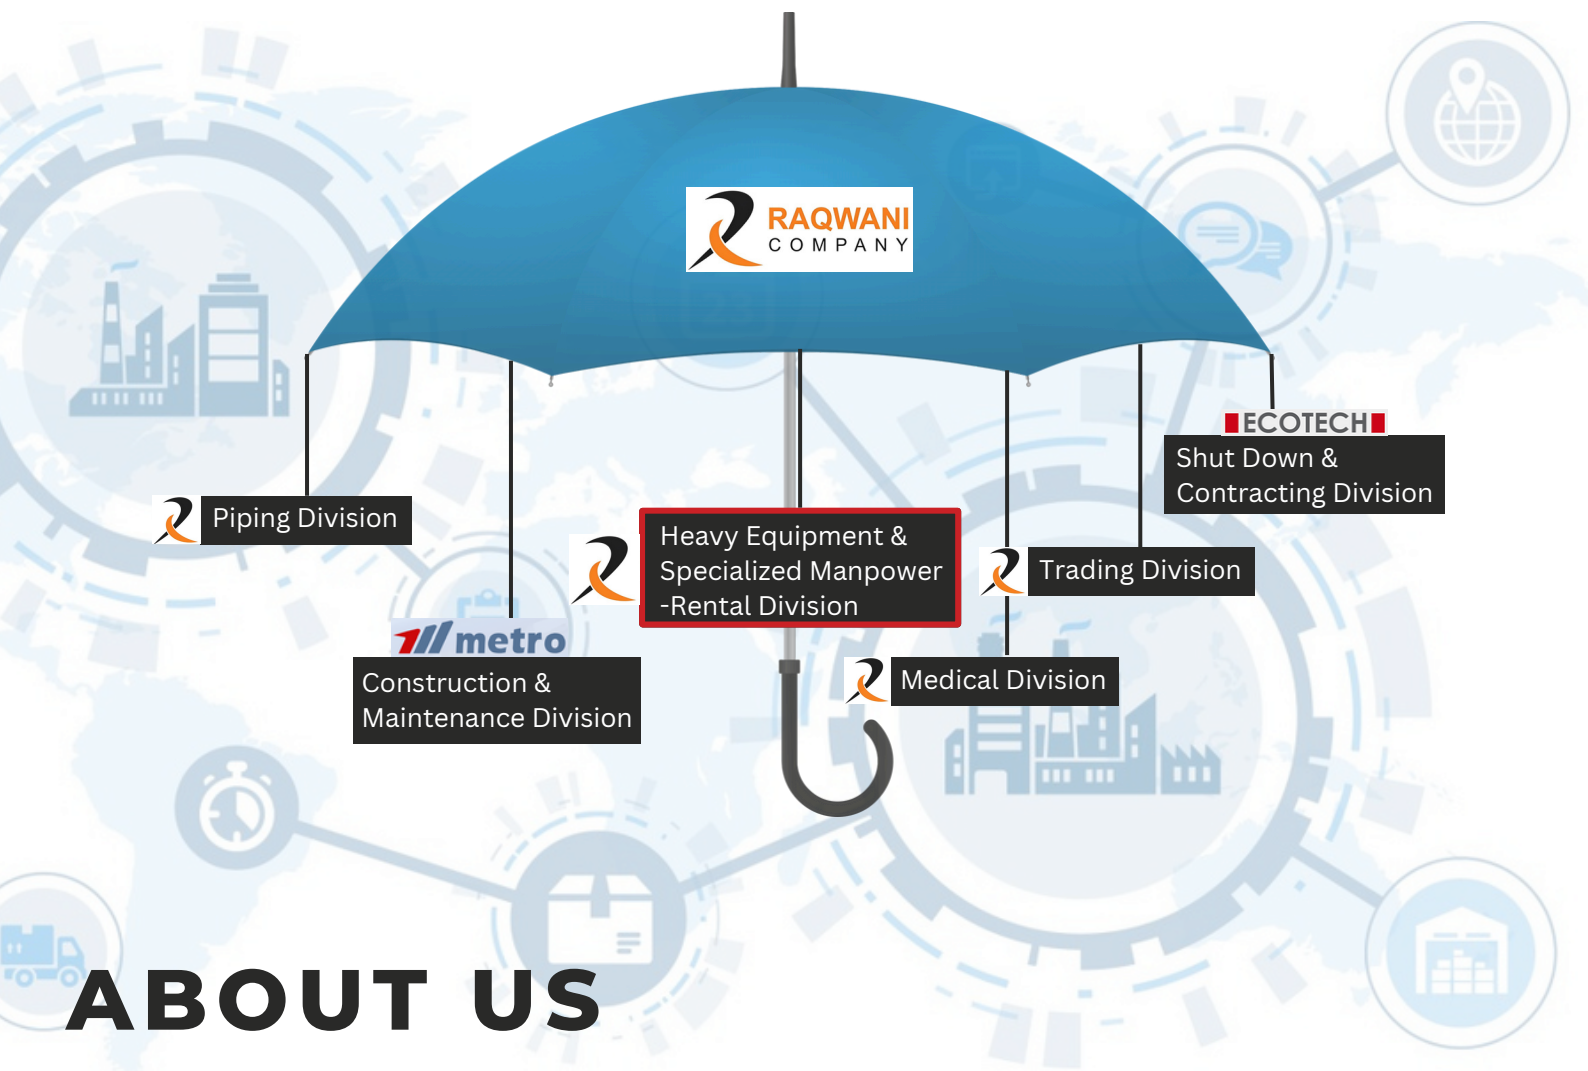 RAQWANI
COMPANY
ECOTECH
Shut Down &
Contracting Division
Piping Division
Heavy Equipment &
Specialized Manpower
-Rental Division
Trading Division
metro
Construction &
Maintenance Division
Medical Division
ABOUT US